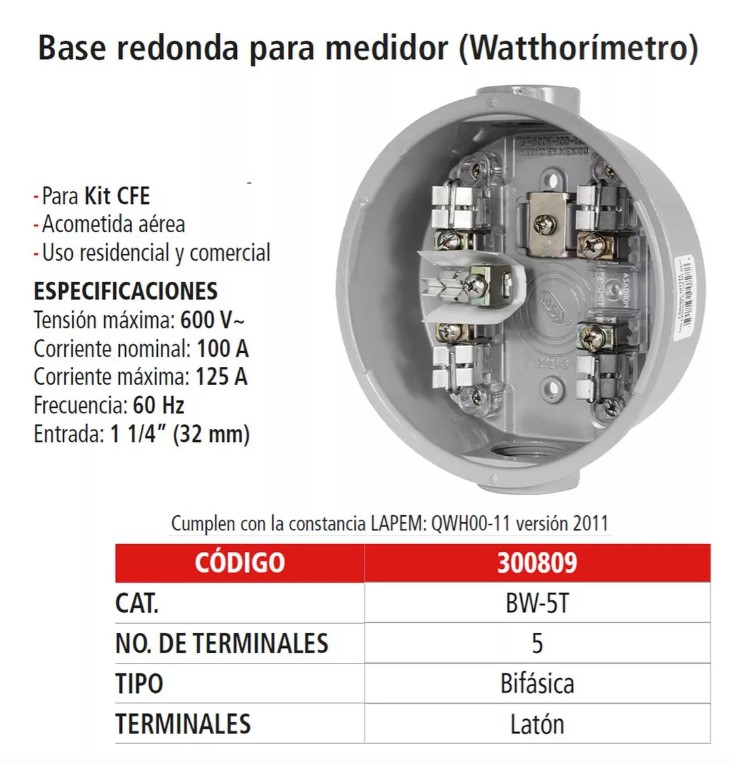 Base redonda para medidor (Watthorímetro)
- Para Kit CFE
- Acometida aérea
- Uso residencial y comercial
ESPECIFICACIONES
Tensión máxima: 600 V~
Corriente nominal: 100 A
Corriente máxima: 125 A
Frecuencia: 60 Hz
Entrada: 1 1/4” (32 mm)
Cumplen con la constancia LAPEM: QWH00-11 versión 2011
CÓDIGO 300809
CAT. BW-5T
NO. DE TERMINALES 5
TIPO Bifásica
TERMINALES Latón